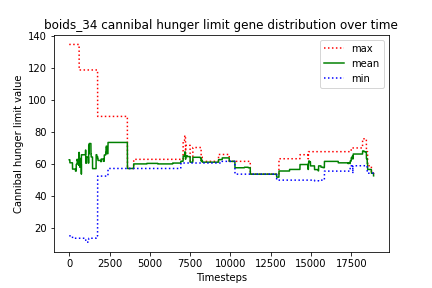 boids_34 cannibal hunger limit gene distribution over time
140
120
100
80
60
40
20
Cannibal hunger limit value
max
mean
min
0 2500 5000 7500 10000 12500 15000 17500
Timesteps